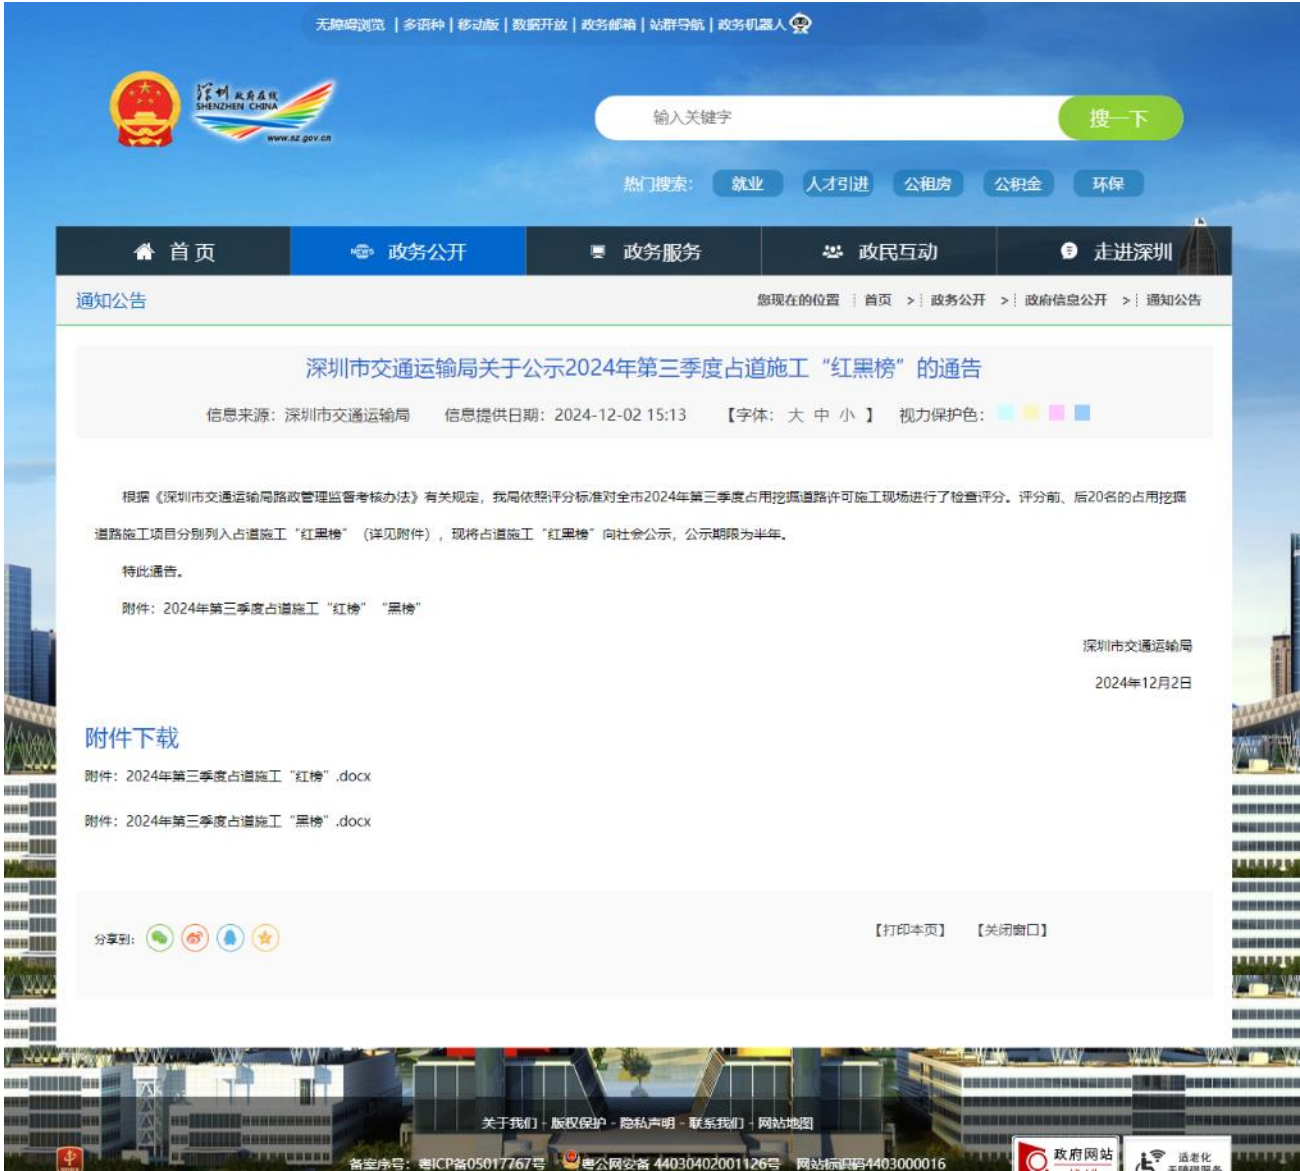 无障碍浏览 | 多语种 | 移动版 | 数据开放 | 政务邮箱 | 站群导航 | 政务机器人
深圳政府在线
SHENZHEN CHINA
www.sz.gov.cn
输入关键字
搜一下
热门搜索： 就业 人才引进 公租房 公积金 环保
首页 政务公开 政务服务 政民互动 走进深圳
通知公告
您现在的位置 首页 > 政务公开 > 政府信息公开 > 通知公告
深圳市交通运输局关于公示2024年第三季度占道施工“红黑榜”的通告
信息来源：深圳市交通运输局 信息提供日期：2024-12-02 15:13 【字体：大 中 小 】 视力保护色：
根据《深圳市交通运输局路政管理监督考核办法》有关规定，我局依照评分标准对全市2024年第三季度占用挖掘道路许可施工现场进行了检查评分。评分前、后20名的占用挖掘
道路施工项目分别列入占道施工“红黑榜”（详见附件），现将占道施工“红黑榜”向社会公示，公示期限为半年。
特此通告。
附件：2024年第三季度占道施工“红榜”“黑榜”
深圳市交通运输局
2024年12月2日
附件下载
附件：2024年第三季度占道施工“红榜”.docx
附件：2024年第三季度占道施工“黑榜”.docx
分享到：
【打印本页】 【关闭窗口】
关于我们 - 版权保护 - 隐私声明 - 联系我们 - 网站地图
备案序号：粤ICP备05017767号 粤公网安备 44030402001126号 网站标识码4403000016
政府网站
适老化